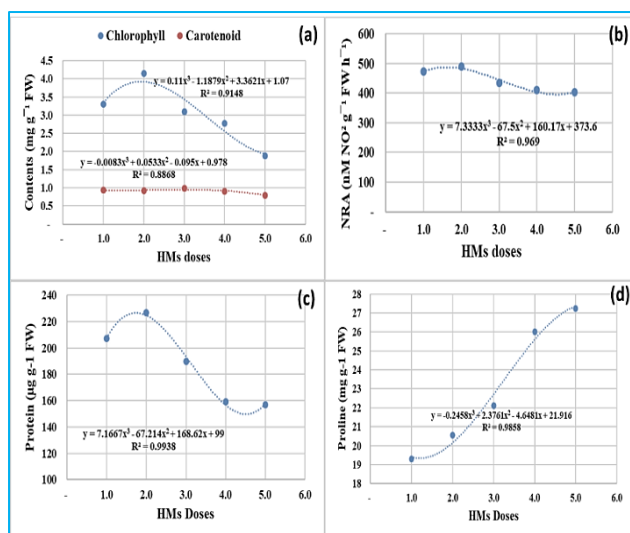 Chlorophyll Carotenoid
(a)
Contents (mg g⁻¹ FW)
4.5
4.0
3.5
3.0
2.5
2.0
1.5
1.0
0.5
-
y = 0.11x³ - 1.1879x² + 3.3621x + 1.07
R² = 0.9148
y = -0.0083x³ + 0.0533x² - 0.095x + 0.978
R² = 0.8868
- 1.0 2.0 3.0 4.0 5.0 6.0
HMs doses
(b)
NRA (nM NO² g⁻¹ FW h⁻¹)
600
500
400
300
200
100
-
y = 7.3333x³ - 67.5x² + 160.17x + 373.6
R² = 0.969
- 1.0 2.0 3.0 4.0 5.0 6.0
HMs doses
(c)
Protein (µg g-1 FW)
240
220
200
180
160
140
120
100
y = 7.1667x³ - 67.214x² + 168.62x + 99
R² = 0.9938
- 1.0 2.0 3.0 4.0 5.0 6.0
HMs Doses
(d)
Proline (mg g-1 FW)
28
27
26
25
24
23
22
21
20
19
18
y = -0.2458x³ + 2.3761x² - 4.6481x + 21.916
R² = 0.9858
- 1.0 2.0 3.0 4.0 5.0 6.0
HMs Doses